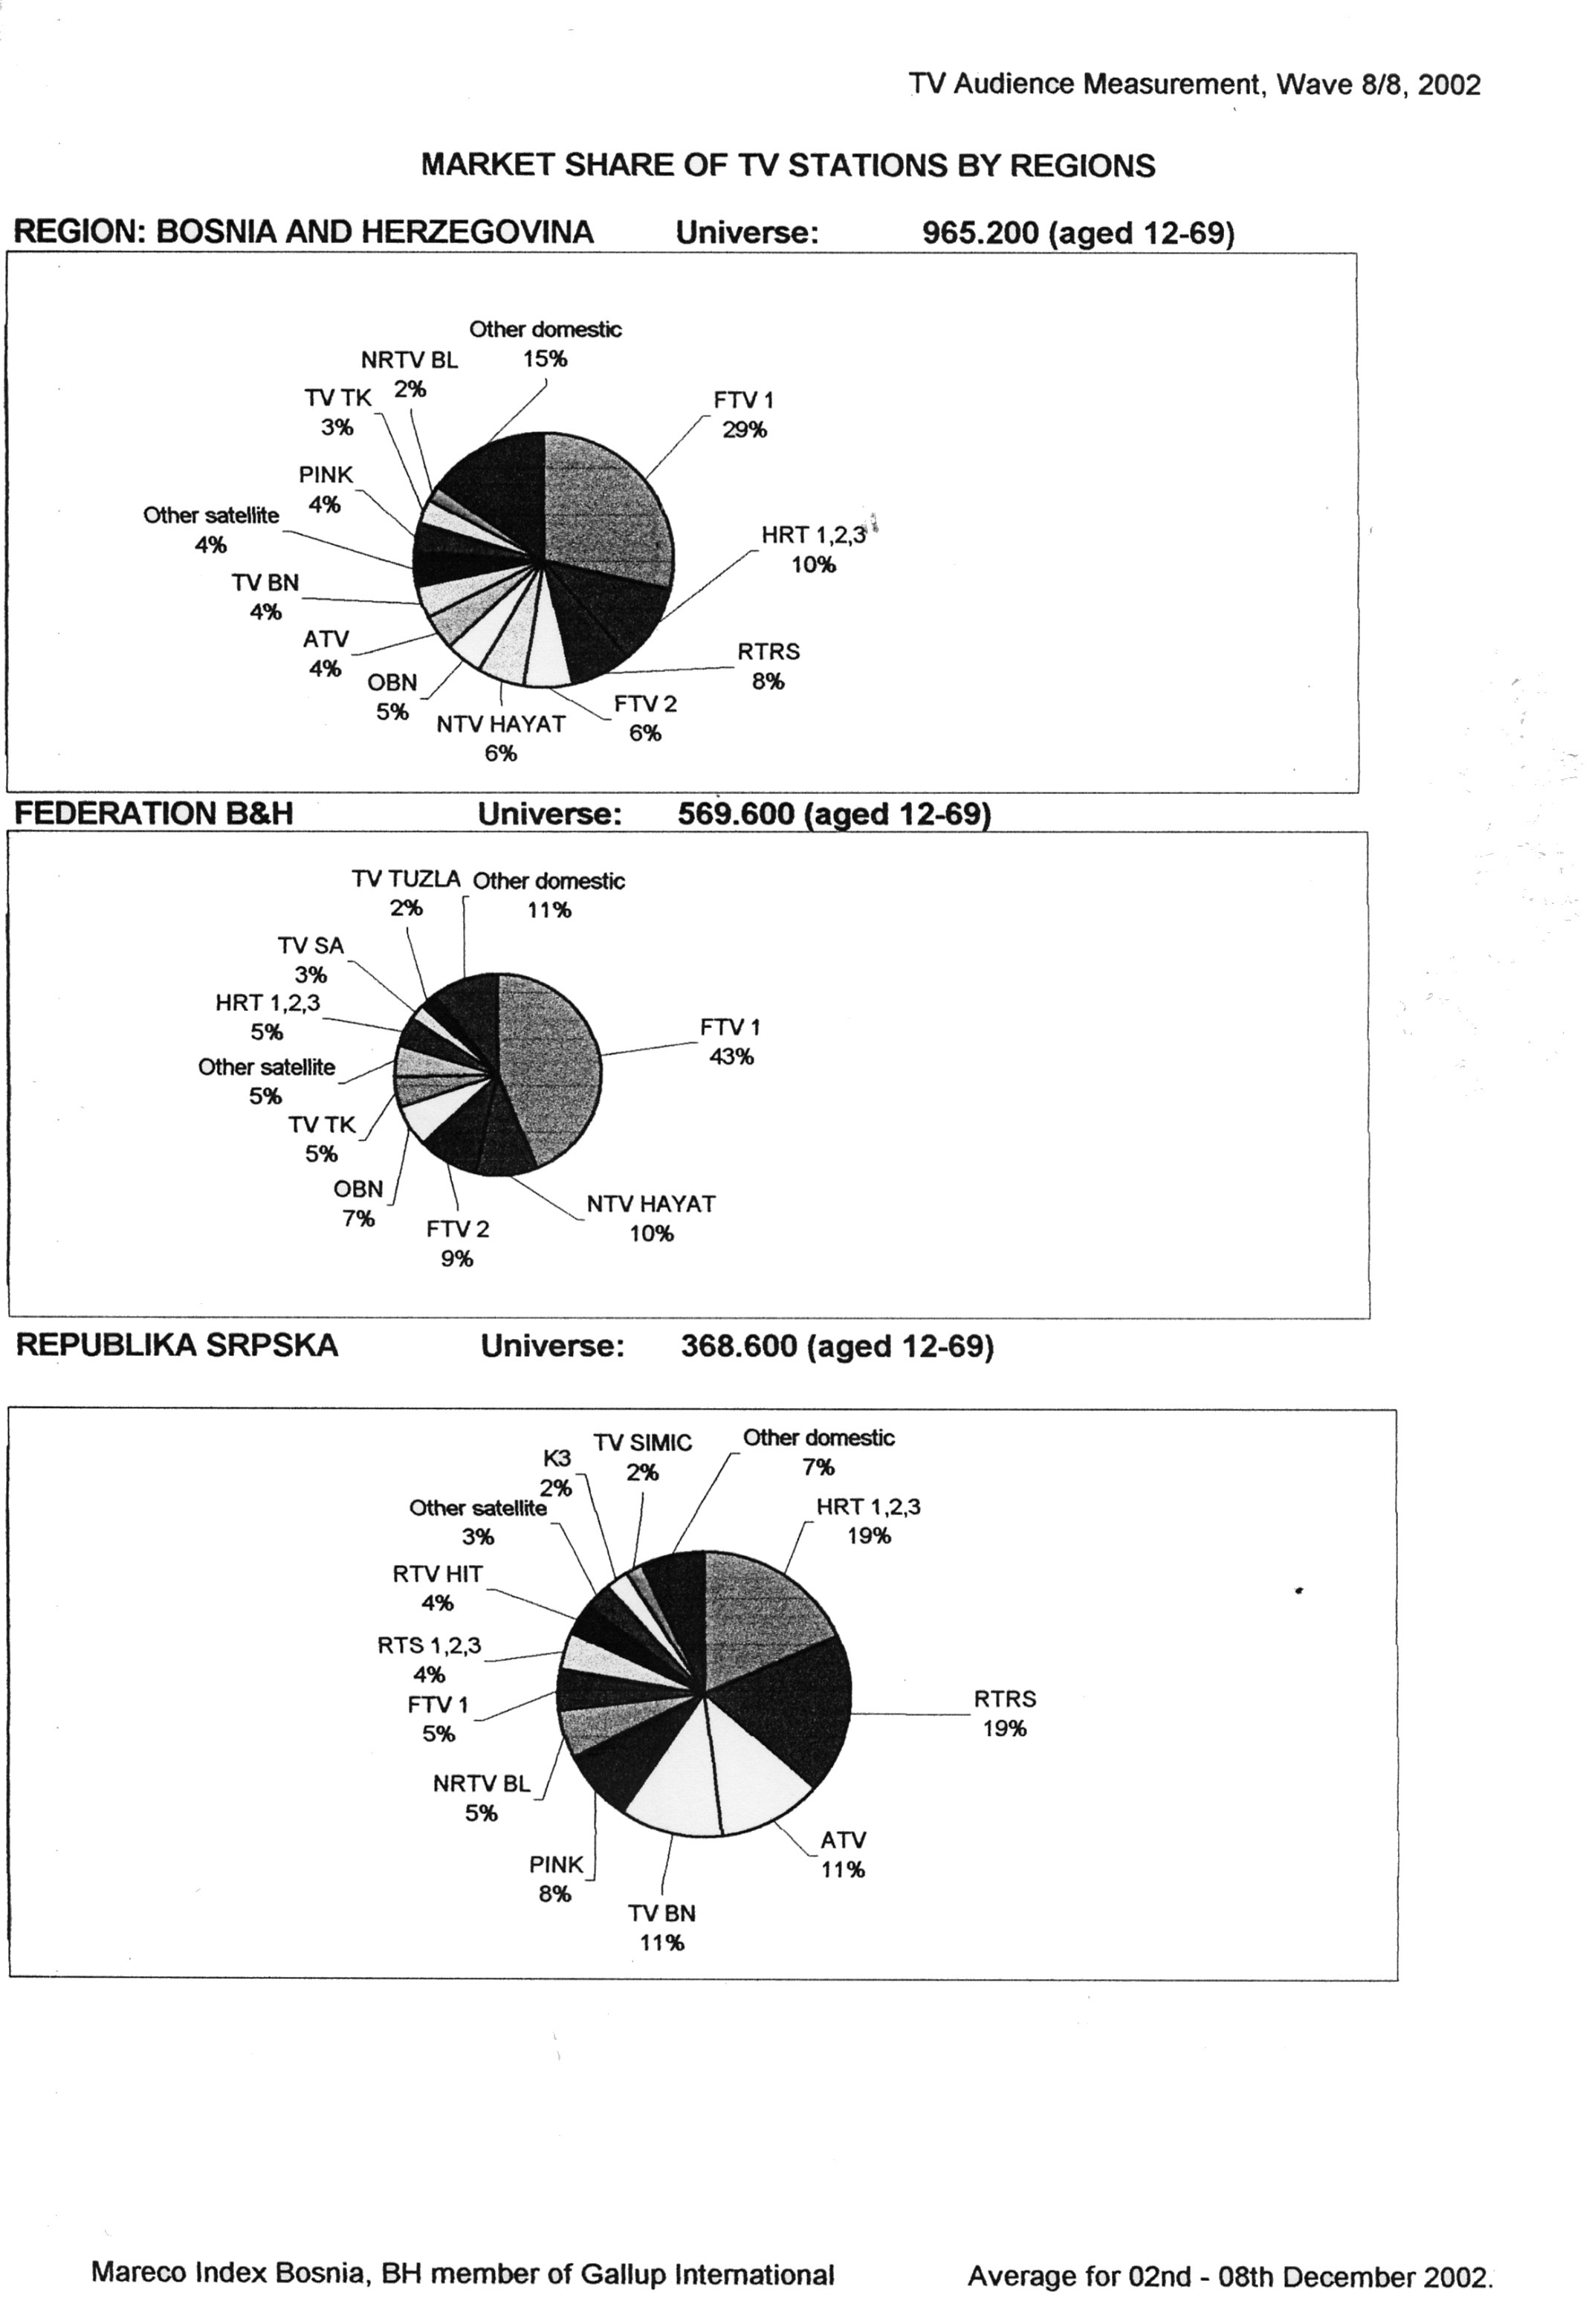 TV Audience Measurement, Wave 8/8, 2002
MARKET SHARE OF TV STATIONS BY REGIONS
REGION: BOSNIA AND HERZEGOVINA Universe: 965.200 (aged 12-69)
Other domestic
15%
NRTV BL
2%
TV TK
3%
FTV 1
29%
PINK
4%
Other satellite
4%
HRT 1,2,3
10%
TV BN
4%
ATV
4%
RTRS
8%
OBN
5%
FTV 2
6%
NTV HAYAT
6%
FEDERATION B&H Universe: 569.600 (aged 12-69)
TV TUZLA
2%
Other domestic
11%
TV SA
3%
HRT 1,2,3
5%
FTV 1
43%
Other satellite
5%
TV TK
5%
OBN
7%
NTV HAYAT
10%
FTV 2
9%
REPUBLIKA SRPSKA Universe: 368.600 (aged 12-69)
TV SIMIC
2%
Other domestic
7%
K3
2%
Other satellite
3%
HRT 1,2,3
19%
RTV HIT
4%
RTS 1,2,3
4%
FTV 1
5%
RTRS
19%
NRTV BL
5%
ATV
11%
PINK
8%
TV BN
11%
Mareco Index Bosnia, BH member of Gallup International
Average for 02nd - 08th December 2002.